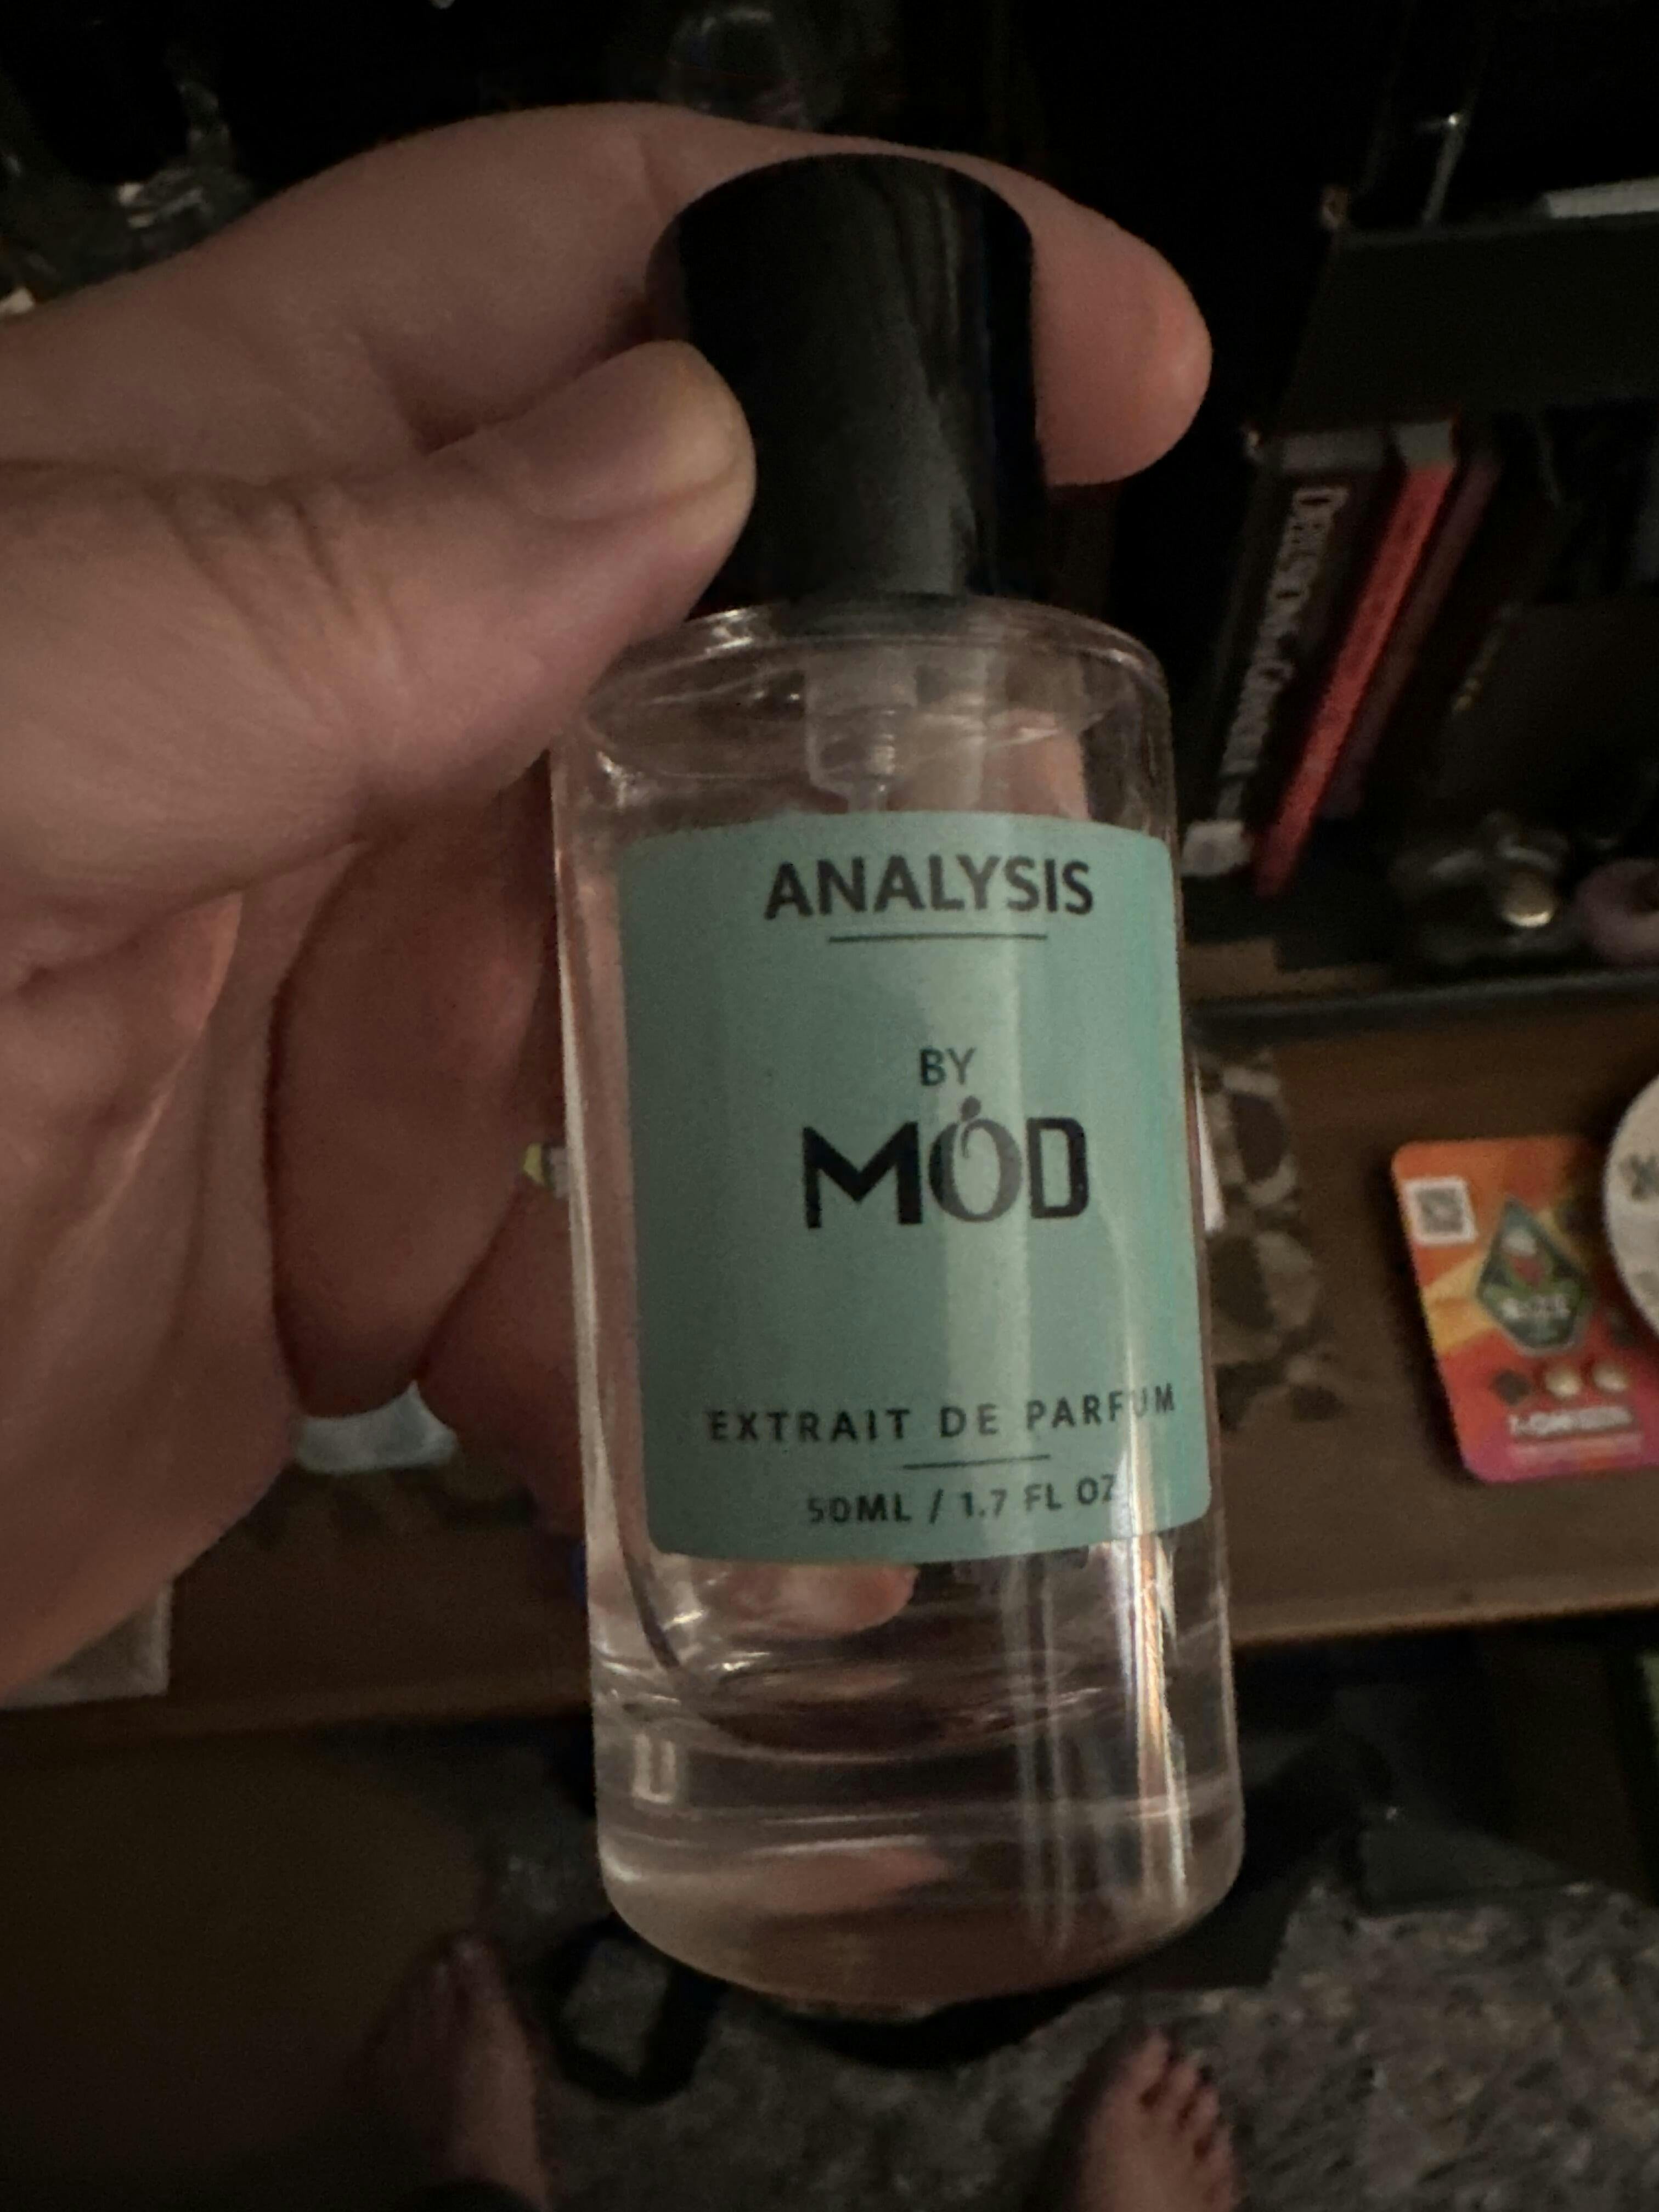 ANALYSIS
BY
MOD
EXTRAIT DE PARFUM
50ML / 1.7 FL OZ